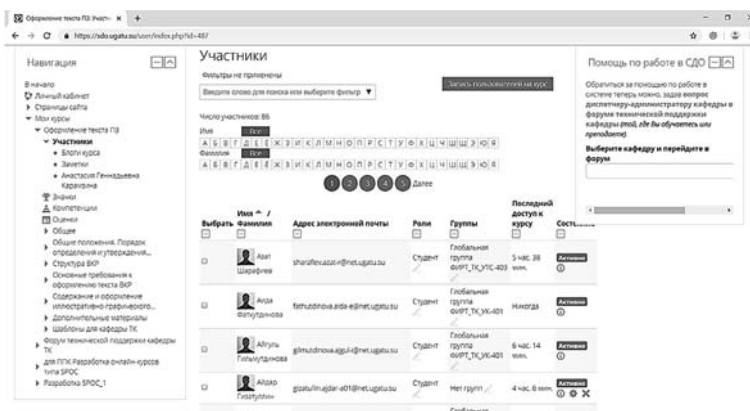 Оформление текста ПЗ: Участн
https://sdo.ugatu.su/user/index.php?id=487
Навигация
В начало
Личный кабинет
Страницы сайта
Мои курсы
Оформление текста ПЗ
Участники
Блоги курса
Заметки
Анастасия Геннадьевна
Карамзина
Значки
Компетенции
Оценки
Общее
Общие положения. Порядок
определения и утверждения...
Структура ВКР
Основные требования к
оформлению текста ВКР
Содержание и оформление
иллюстративно-графического...
Дополнительные материалы
Шаблоны для кафедры ТК
Форум технической поддержки кафедры
ТК
для ППК Разработка онлайн-курсов
типа SPOC
Разработка SPOC_1
Участники
Фильтры не применены
Введите слово для поиска или выберите фильтр ▼
Запись пользователей на курс
Число участников: 86
Имя Все
А Б В Г Д Е Ё Ж З И К Л М Н О П Р С Т У Ф Х Ц Ч Ш Щ Э Ю Я
Фамилия Все
А Б В Г Д Е Ё Ж З И К Л М Н О П Р С Т У Ф Х Ц Ч Ш Щ Э Ю Я
1 2 3 4 5 Далее
Выбрать Имя / Фамилия Адрес электронной почты Роли Группы Последний доступ к курсу Состояние
Азат Шарафиев sharafiev.azat-r@net.ugatu.su Студент Глобальная группа ФИРТ_ТК_УТС-403 5 час. 38 мин. Активно
Аида Фатхутдинова fathutdinova.aida-e@net.ugatu.su Студент Глобальная группа ФИРТ_ТК_УК-401 Никогда Активно
Айгуль Гильмутдинова gilmutdinova.ajgul-i@net.ugatu.su Студент Глобальная группа ФИРТ_ТК_УК-401 6 час. 14 мин. Активно
Айдар Гизатуллин gizatulin.ajdar-a01@net.ugatu.su Студент Нет групп 4 час. 6 мин. Активно
Глобальная
Помощь по работе в СДО
Обратиться за помощью по работе в
системе теперь можно, задав вопрос
диспетчеру-администратору кафедры в
форуме технической поддержки
кафедры (той, где Вы обучаетесь или
преподаете).
Выберите кафедру и перейдите в
форум